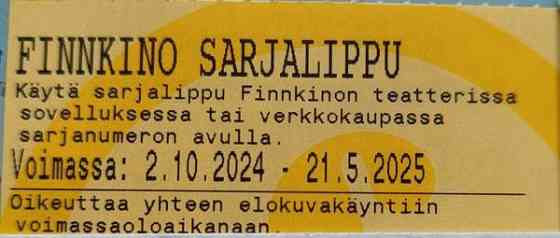 FINNKINO SARJALIPPU
Käytä sarjalippu Finnkinon teatterissa
sovelluksessa tai verkkokaupassa
sarjanumeron avulla.
Voimassa: 2.10.2024 - 21.5.2025
Oikeuttaa yhteen elokuvakäyntiin
voimassaoloaikanaan.